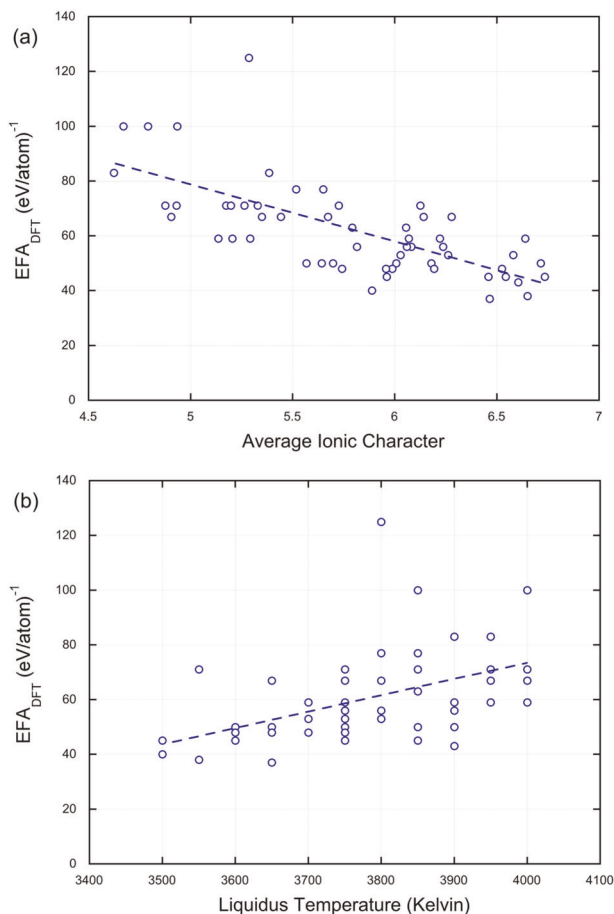 (a)
140
120
100
80
60
40
20
0
EFA_DFT (eV/atom)^-1
4.5 5 5.5 6 6.5 7
Average Ionic Character
(b)
140
120
100
80
60
40
20
0
EFA_DFT (eV/atom)^-1
3400 3500 3600 3700 3800 3900 4000 4100
Liquidus Temperature (Kelvin)